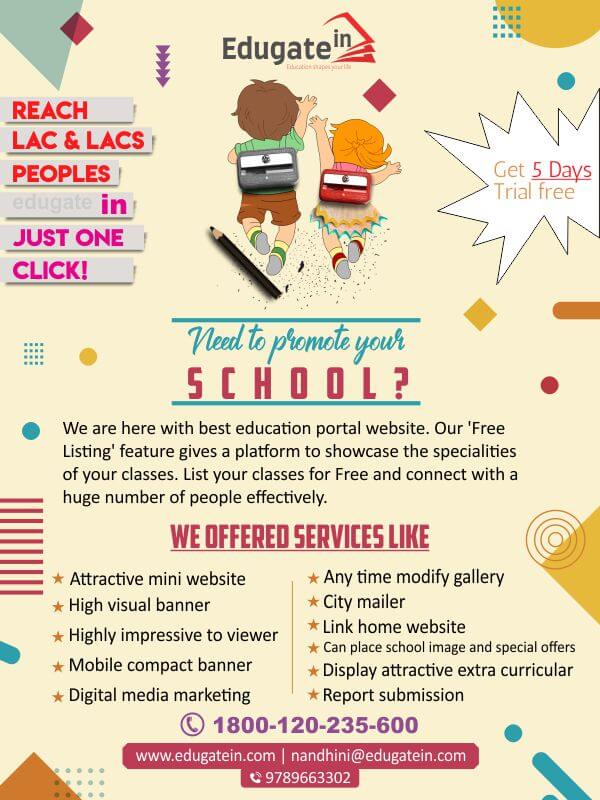 Edugate in
Education shapes your life
REACH
LAC & LACS
PEOPLES
edugate in
JUST ONE
CLICK!
Get 5 Days
Trial free
Need to promote your
SCHOOL?
We are here with best education portal website. Our 'Free
Listing' feature gives a platform to showcase the specialities
of your classes. List your classes for Free and connect with a
huge number of people effectively.
WE OFFERED SERVICES LIKE
Attractive mini website
High visual banner
Highly impressive to viewer
Mobile compact banner
Digital media marketing
Any time modify gallery
City mailer
Link home website
Can place school image and special offers
Display attractive extra curricular
Report submission
1800-120-235-600
www.edugatein.com | nandhini@edugatein.com
9789663302